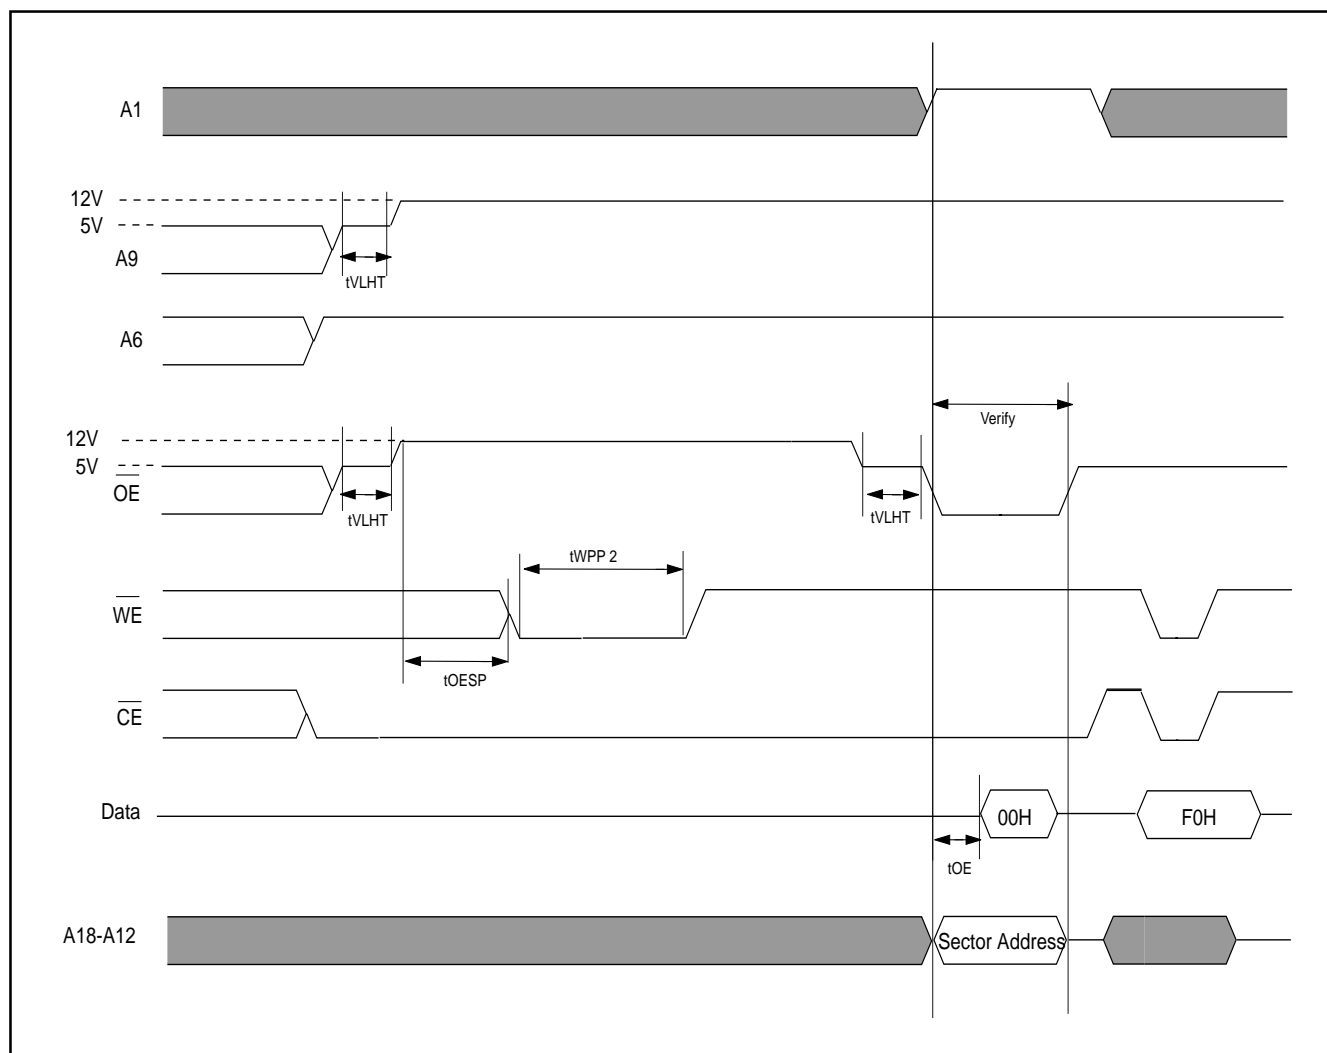 A1
12V
5V
A9
tVLHT
A6
Verify
12V
5V
OE
tVLHT
tVLHT
tWPP 2
WE
tOESP
CE
Data
00H
F0H
tOE
A18-A12
Sector Address